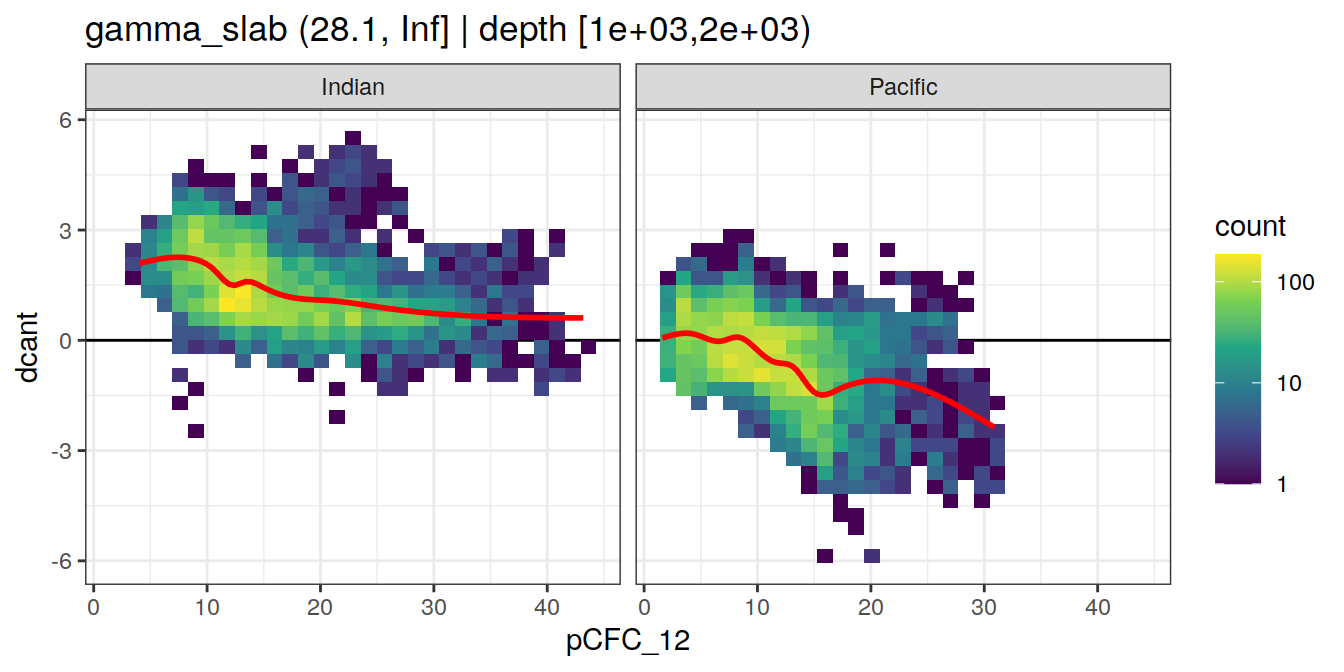 gamma_slab (28.1, Inf] | depth [1e+03,2e+03)
Indian
Pacific
6
3
0
-3
-6
dcant
0 10 20 30 40
0 10 20 30 40
pCFC_12
count
100
10
1